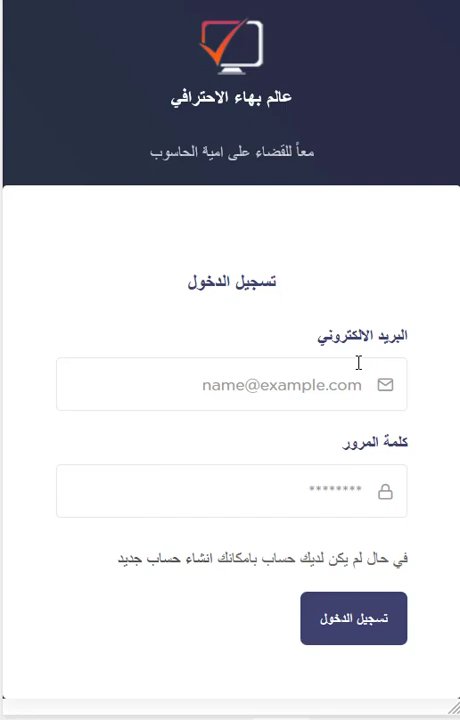 عالم بهاء الاحترافي
معاً للقضاء على امية الحاسوب
تسجيل الدخول
البريد الالكتروني
name@example.com
كلمة المرور
********
في حال لم يكن لديك حساب بامكانك انشاء حساب جديد
تسجيل الدخول